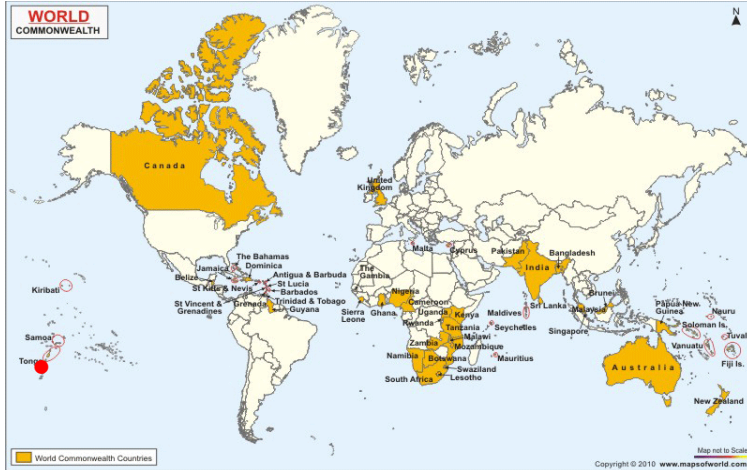 WORLD
COMMONWEALTH
N
Canada
United
Kingdom
Malta
Cyprus
Pakistan
Bangladesh
India
The Bahamas
Jamaica
Dominica
Belize
Antigua & Barbuda
St Kitts & Nevis
St Lucia
Barbados
St Vincent &
Grenadines
Grenada
Trinidad & Tobago
Guyana
The
Gambia
Sierra
Leone
Ghana
Nigeria
Cameroon
Uganda
Kenya
Rwanda
Tanzania
Malawi
Zambia
Mozambique
Namibia
Botswana
Swaziland
South Africa
Lesotho
Maldives
Seychelles
Mauritius
Sri Lanka
Brunei
Malaysia
Singapore
Papua New
Guinea
Nauru
Soloman Is.
Tuval
Vanuatu
Fiji Is.
Australia
New Zealand
Kiribati
Samoa
Tonga
World Commonwealth Countries
Map not to Scale
Copyright © 2010 www.mapsofworld.com